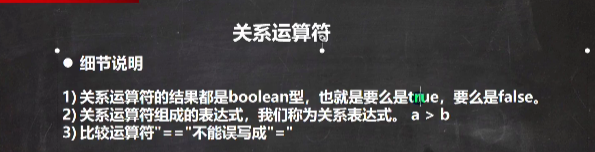 关系运算符
● 细节说明
1) 关系运算符的结果都是boolean型，也就是要么是true，要么是false。
2) 关系运算符组成的表达式，我们称为关系表达式。 a > b
3) 比较运算符"=="不能误写成"="